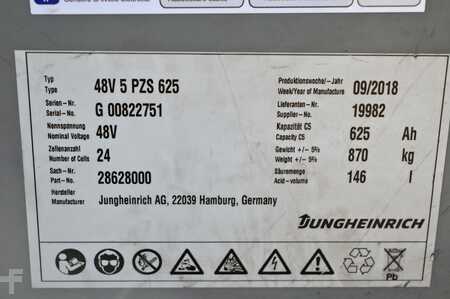 Typ
Type 48V 5 PZS 625
Serien-Nr.
Serial-No. G 00822751
Nennspannung
Nominal Voltage 48V
Zellenanzahl
Number of Cells 24
Sach-Nr.
Part-No. 28628000
Hersteller
Manufacturer Jungheinrich AG, 22039 Hamburg, Germany
Produktionswoche/-Jahr
Week/Year of Manufacture 09/2018
Lieferanten-Nr.
Supplier-No. 19982
Kapazität C5
Capacity C5 625 Ah
Gewicht +/- 5%
Weight +/- 5% 870 kg
Säuremenge
Acid-volume 146 l
JUNGHEINRICH
Pb